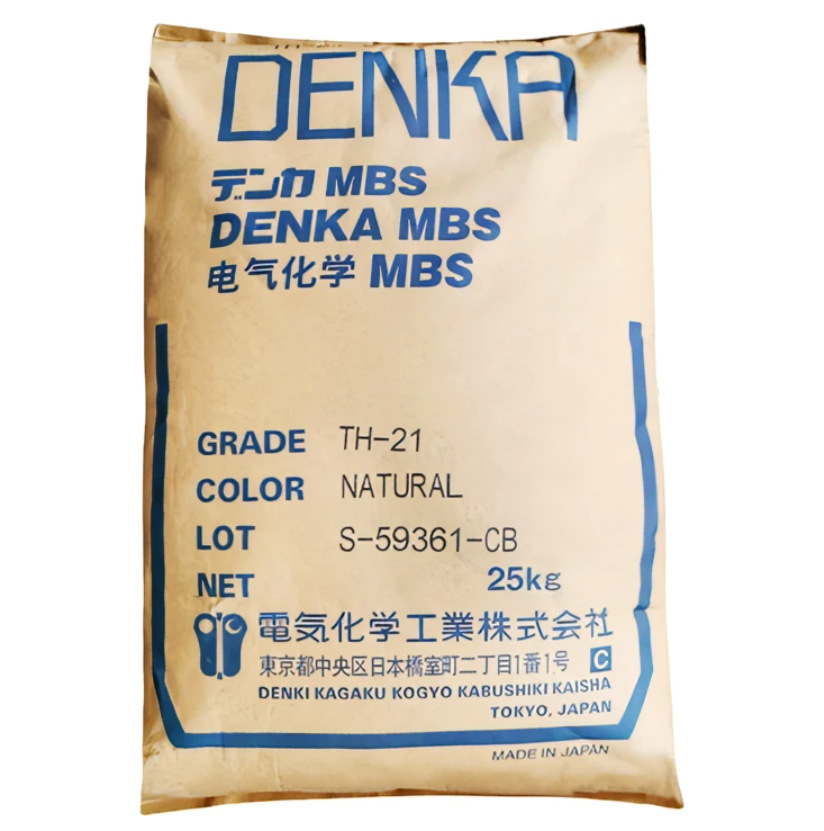 DENKA
デンカ MBS
DENKA MBS
电气化学 MBS
GRADE TH-21
COLOR NATURAL
LOT S-59361-CB
NET 25kg
電気化学工業株式会社
東京都中央区日本橋室町二丁目1番1号 C
DENKI KAGAKU KOGYO KABUSHIKI KAISHA
TOKYO, JAPAN
MADE IN JAPAN